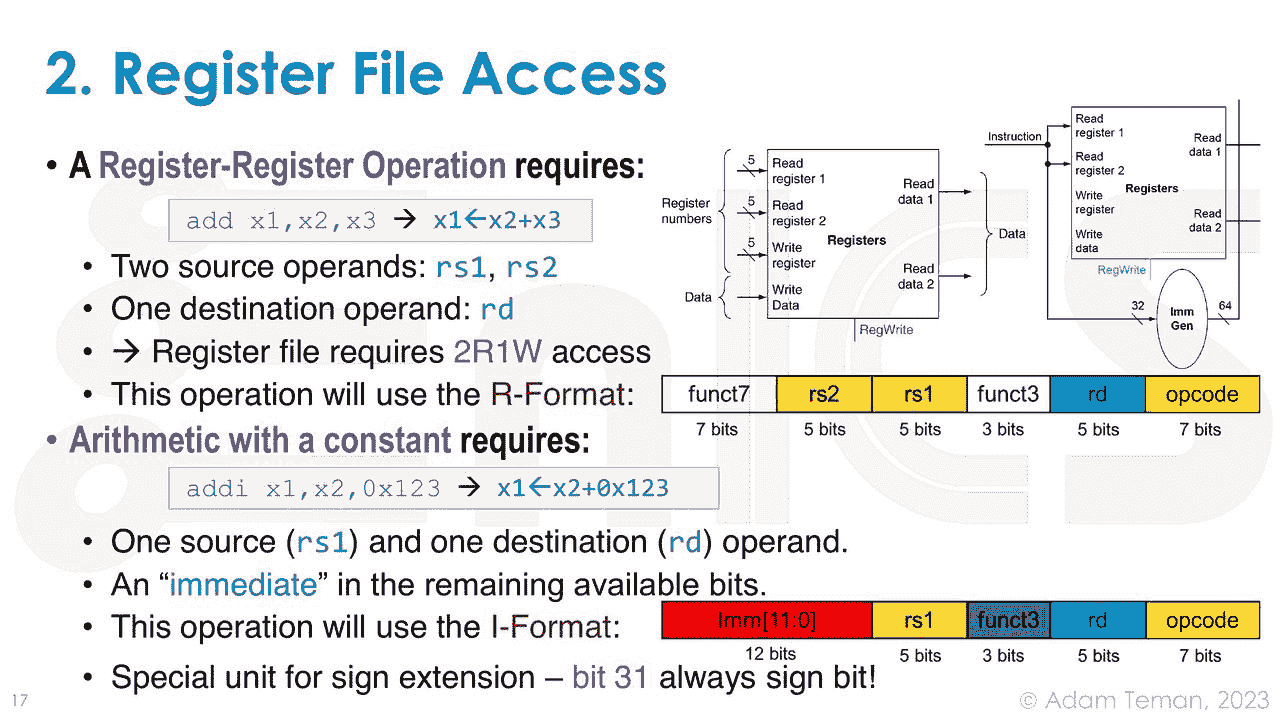 2. Register File Access
• A Register-Register Operation requires:
add x1,x2,x3 → x1←x2+x3
• Two source operands: rs1, rs2
• One destination operand: rd
• → Register file requires 2R1W access
• This operation will use the R-Format:
• Arithmetic with a constant requires:
addi x1,x2,0x123 → x1←x2+0x123
• One source (rs1) and one destination (rd) operand.
• An “immediate” in the remaining available bits.
• This operation will use the I-Format:
• Special unit for sign extension – bit 31 always sign bit!
Register
numbers
Data
5
5
5
Read
register 1
Read
register 2
Write
register
Write
Data
Registers
Read
data 1
Read
data 2
RegWrite
Data
Instruction
Read
register 1
Read
register 2
Write
register
Write
data
Registers
Read
data 1
Read
data 2
RegWrite
32
Imm
Gen
64
funct7 rs2 rs1 funct3 rd opcode
7 bits 5 bits 5 bits 3 bits 5 bits 7 bits
Imm[11:0] rs1 funct3 rd opcode
12 bits 5 bits 3 bits 5 bits 7 bits
17
© Adam Teman, 2023